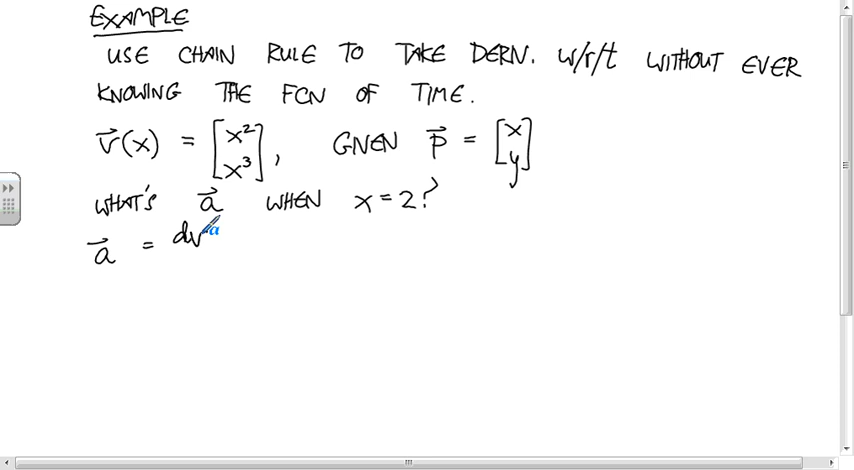 EXAMPLE
USE CHAIN RULE TO TAKE DERN. w/r/t WITHOUT EVER
KNOWING THE FCN OF TIME.
v⃗(x) = [x² x³], GIVEN p⃗ = [x y]
WHAT'S a⃗ WHEN x = 2?
a⃗ = dv